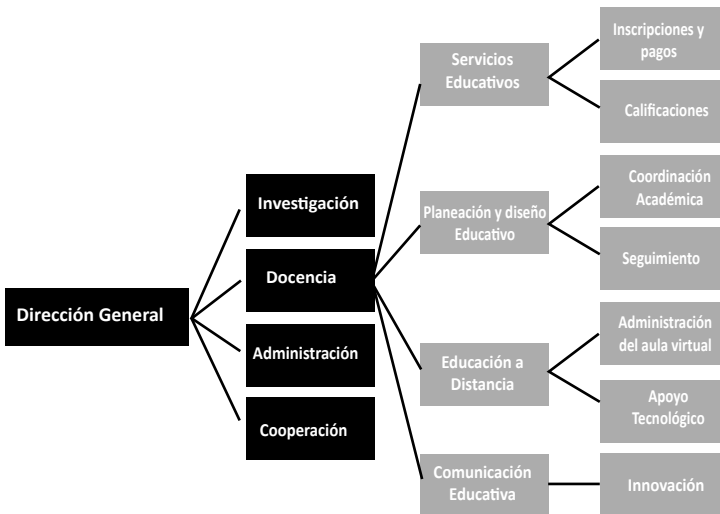 Dirección General
Investigación
Docencia
Administración
Cooperación
Servicios
Educativos
Planeación y diseño
Educativo
Educación a
Distancia
Comunicación
Educativa
Inscripciones y
pagos
Calificaciones
Coordinación
Académica
Seguimiento
Administración
del aula virtual
Apoyo
Tecnológico
Innovación